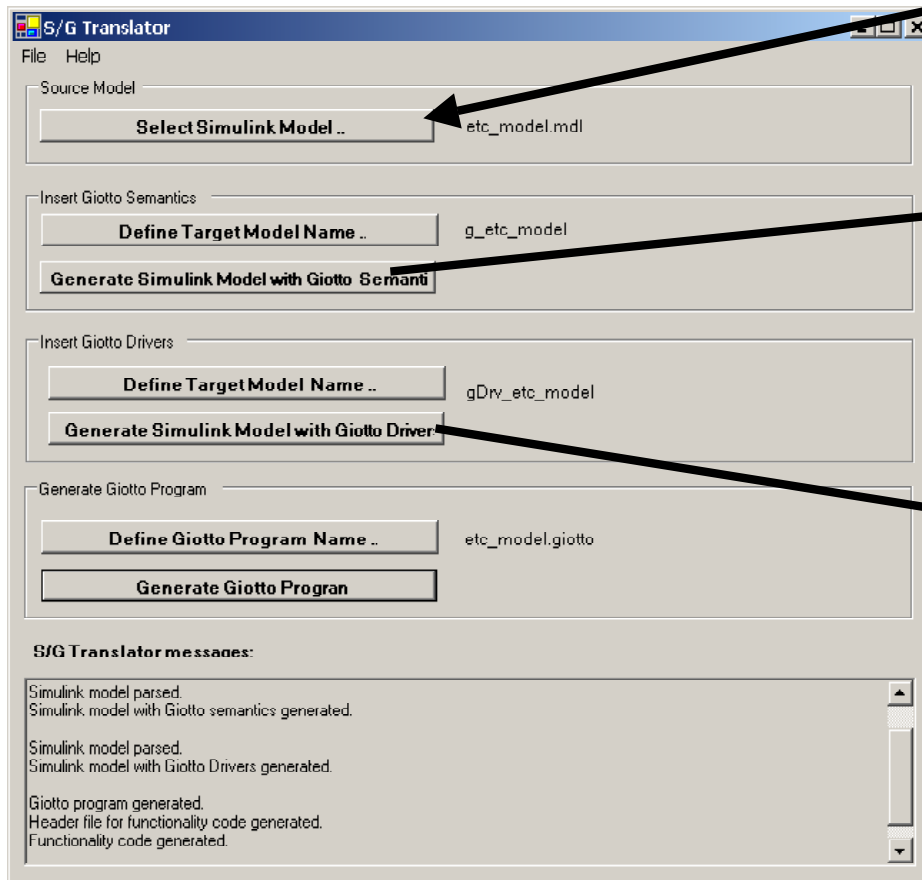 S/G Translator
File Help
Source Model
Select Simulink Model ..
etc_model.mdl
Insert Giotto Semantics
Define Target Model Name ..
g_etc_model
Generate Simulink Model with Giotto Semanti
Insert Giotto Drivers
Define Target Model Name ..
gDrv_etc_model
Generate Simulink Model with Giotto Driver
Generate Giotto Program
Define Giotto Program Name ..
etc_model.giotto
Generate Giotto Progran
S/G Translator messages:
Simulink model parsed.
Simulink model with Giotto semantics generated.
Simulink model parsed.
Simulink model with Giotto Drivers generated.
Giotto program generated.
Header file for functionality code generated.
Functionality code generated.